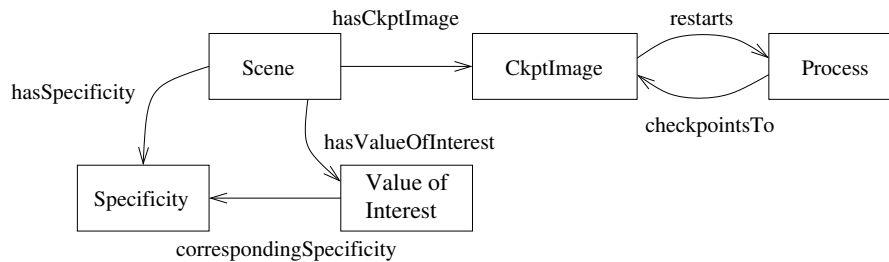 hasCkptImage
restarts
Scene
CkptImage
Process
hasSpecificity
checkpointsTo
hasValueOfInterest
Specificity
Value of
Interest
correspondingSpecificity